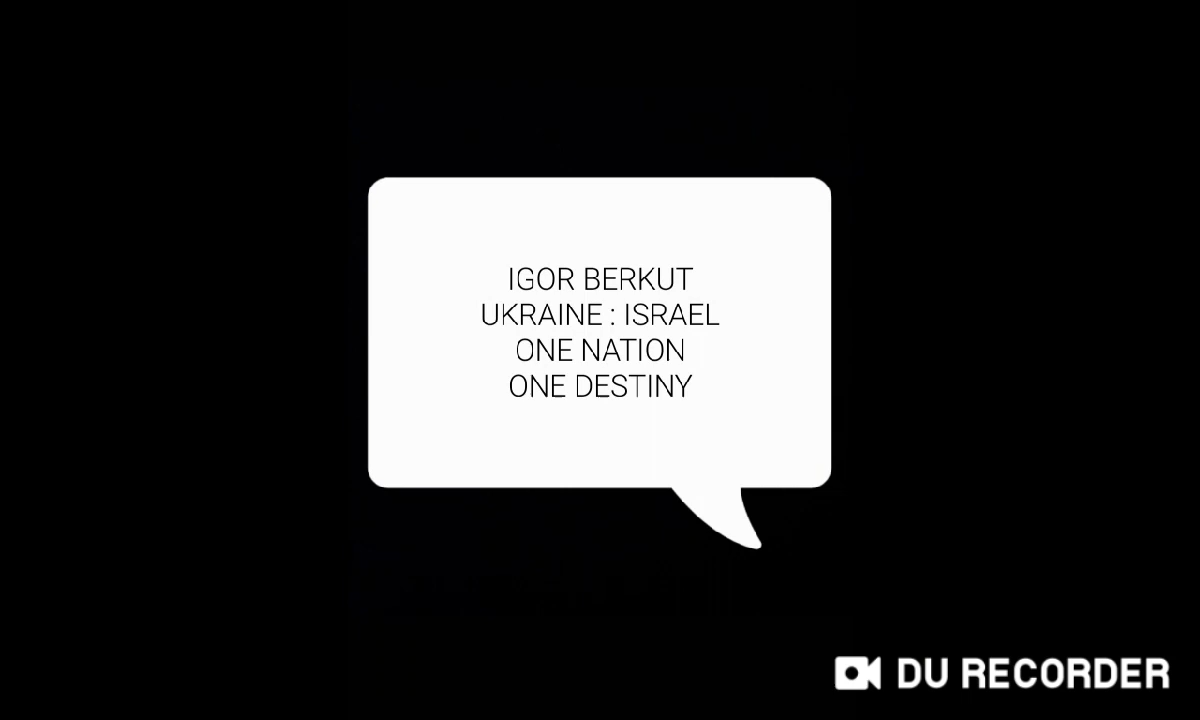 IGOR BERKUT
UKRAINE : ISRAEL
ONE NATION
ONE DESTINY
DU RECORDER